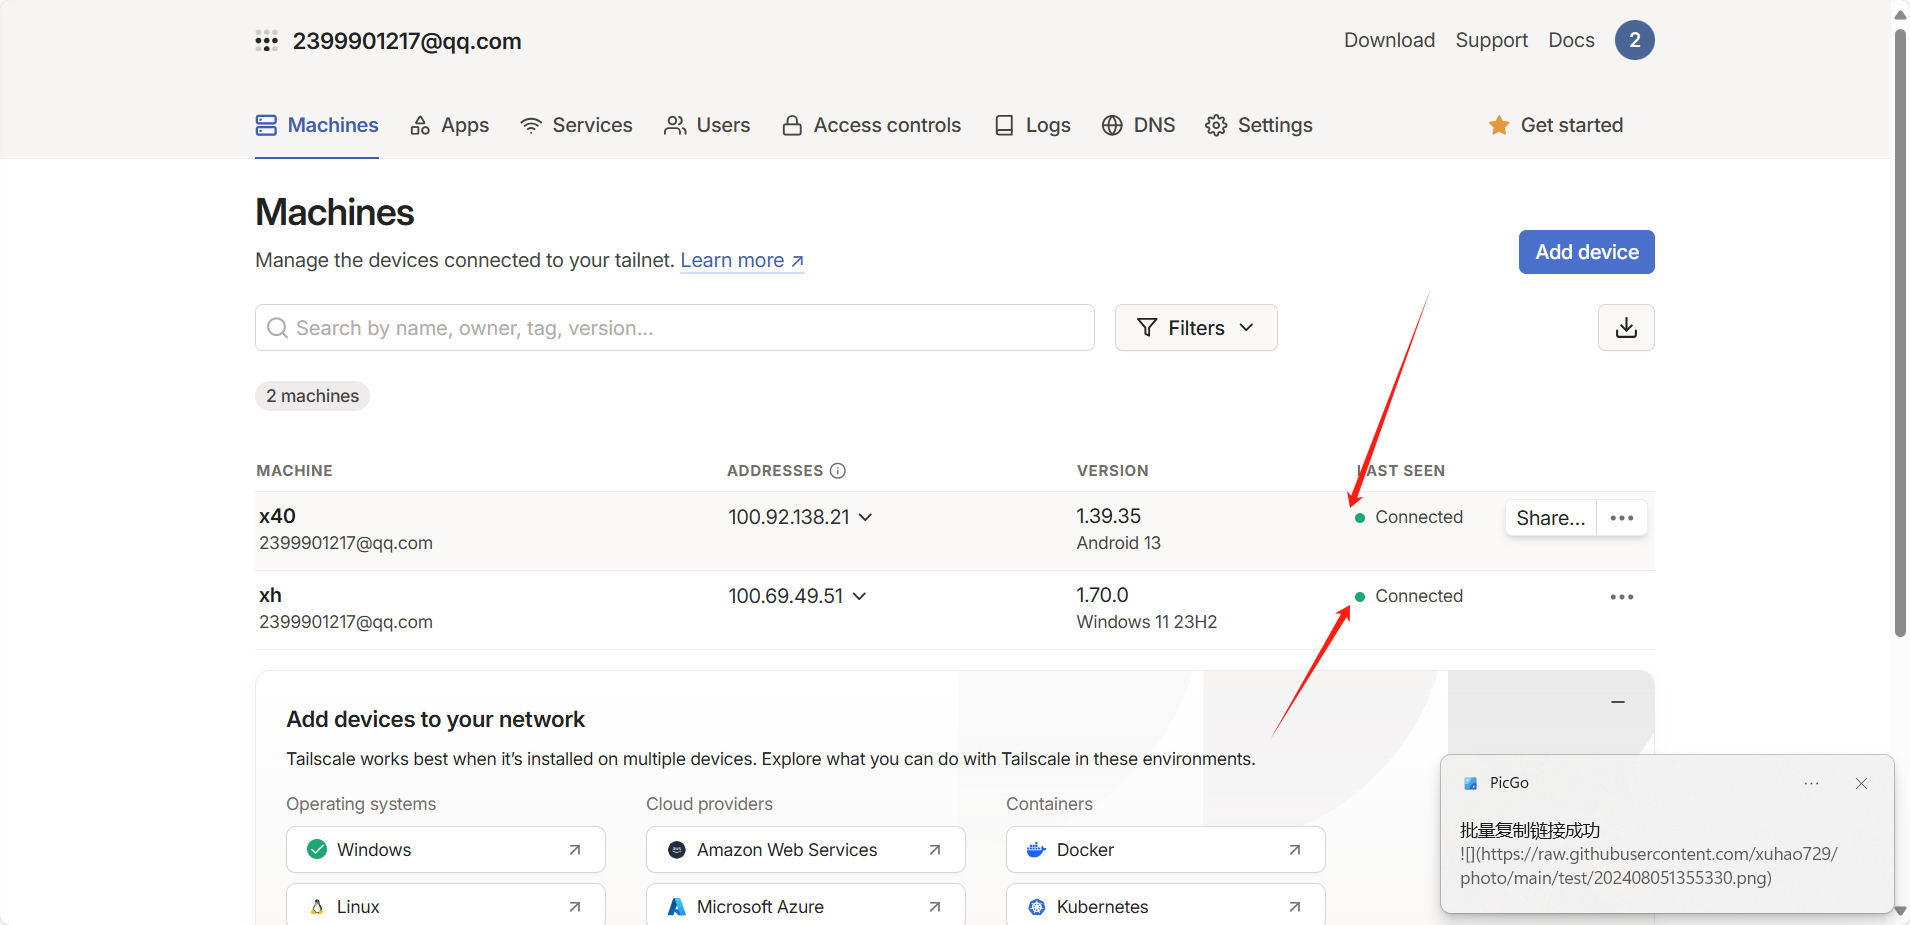 2399901217@qq.com
Download Support Docs 2
Machines Apps Services Users Access controls Logs DNS Settings Get started
Machines
Manage the devices connected to your tailnet. Learn more ↗
Add device
Search by name, owner, tag, version...
Filters
2 machines
MACHINE ADDRESSES VERSION LAST SEEN
x40 100.92.138.21 1.39.35 Connected Share...
2399901217@qq.com Android 13
xh 100.69.49.51 1.70.0 Connected
2399901217@qq.com Windows 11 23H2
Add devices to your network
Tailscale works best when it’s installed on multiple devices. Explore what you can do with Tailscale in these environments.
Operating systems Cloud providers Containers
Windows Amazon Web Services Docker
Linux Microsoft Azure Kubernetes
PicGo
批量复制链接成功
![](https://raw.githubusercontent.com/xuhao729/
photo/main/test/202408051355330.png)